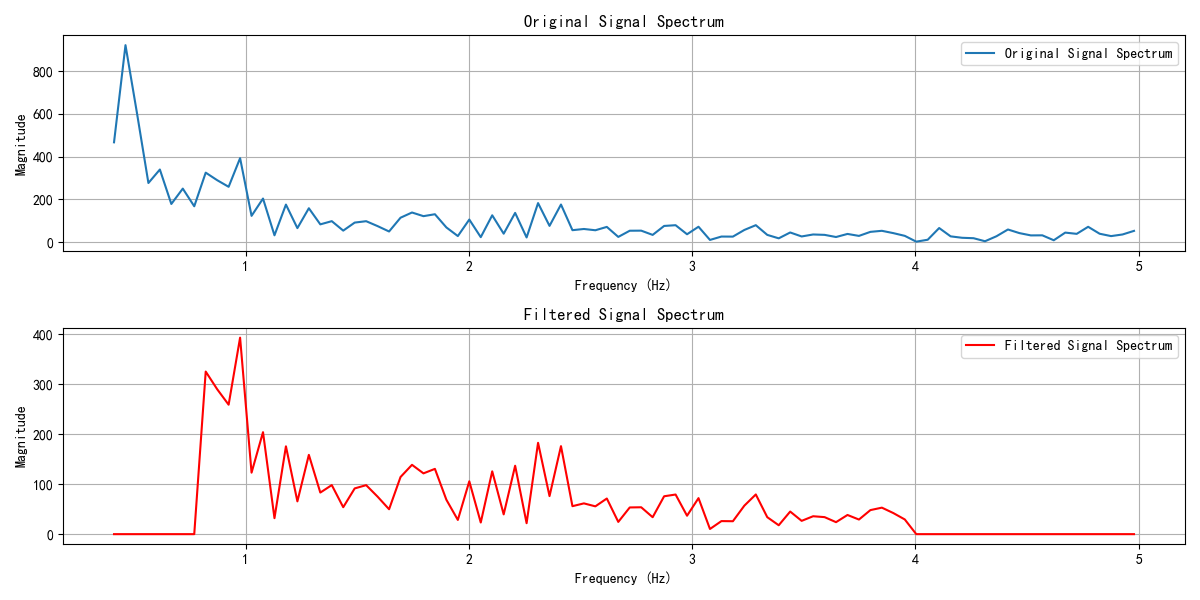 Original Signal Spectrum
Original Signal Spectrum
Magnitude
800
600
400
200
0
1
2
3
4
5
Frequency (Hz)
Filtered Signal Spectrum
Filtered Signal Spectrum
Magnitude
400
300
200
100
0
1
2
3
4
5
Frequency (Hz)